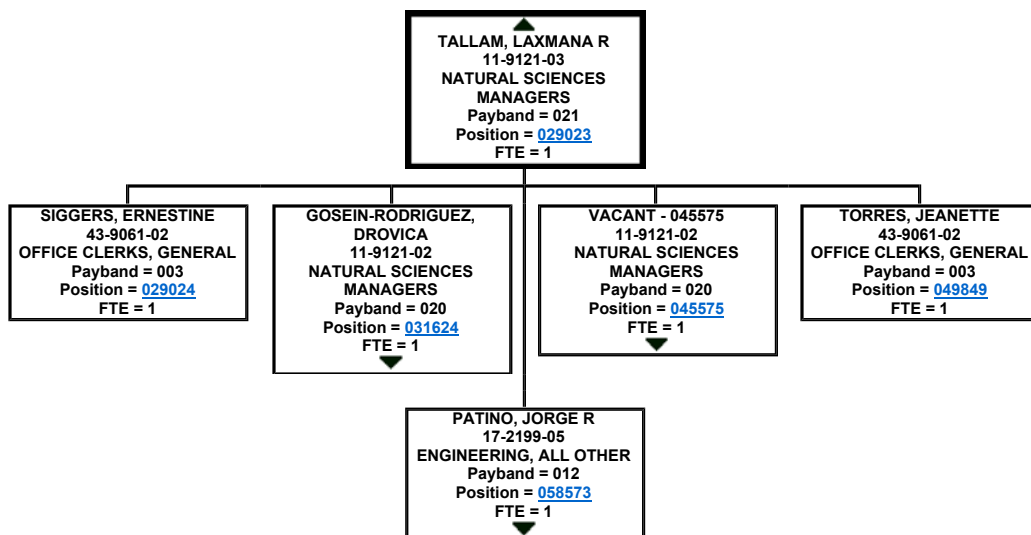 TALLAM, LAXMANA R
11-9121-03
NATURAL SCIENCES
MANAGERS
Payband = 021
Position = 029023
FTE = 1
SIGGERS, ERNESTINE
43-9061-02
OFFICE CLERKS, GENERAL
Payband = 003
Position = 029024
FTE = 1
GOSEIN-RODRIGUEZ,
DROVICA
11-9121-02
NATURAL SCIENCES
MANAGERS
Payband = 020
Position = 031624
FTE = 1
VACANT - 045575
11-9121-02
NATURAL SCIENCES
MANAGERS
Payband = 020
Position = 045575
FTE = 1
TORRES, JEANETTE
43-9061-02
OFFICE CLERKS, GENERAL
Payband = 003
Position = 049849
FTE = 1
PATINO, JORGE R
17-2199-05
ENGINEERING, ALL OTHER
Payband = 012
Position = 058573
FTE = 1